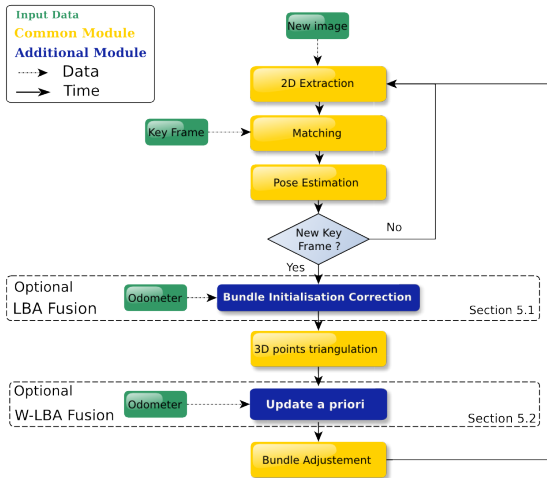 Input Data
Common Module
Additional Module
Data
Time
New image
2D Extraction
Key Frame
Matching
Pose Estimation
New Key
Frame ?
No
Yes
Optional
LBA Fusion
Odometer
Bundle Initialisation Correction
Section 5.1
3D points triangulation
Optional
W-LBA Fusion
Odometer
Update a priori
Section 5.2
Bundle Adjustement